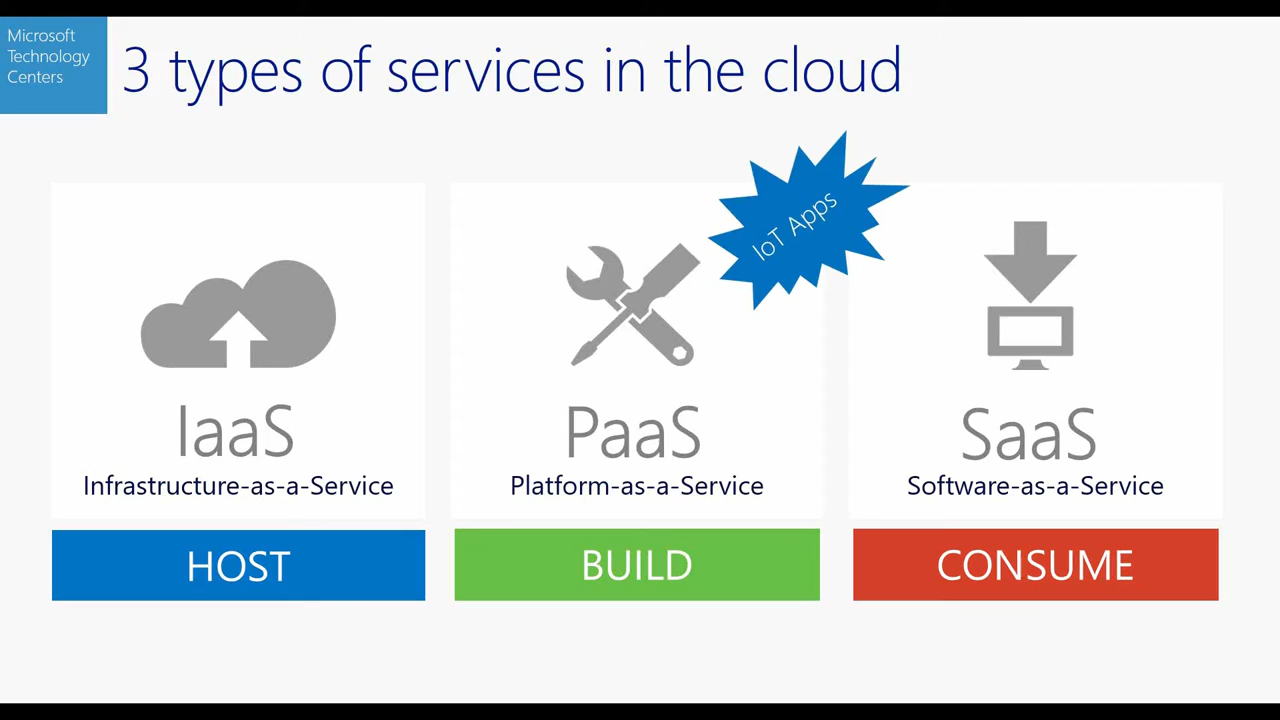 Microsoft
Technology
Centers
3 types of services in the cloud
IoT Apps
IaaS
Infrastructure-as-a-Service
HOST
PaaS
Platform-as-a-Service
BUILD
SaaS
Software-as-a-Service
CONSUME